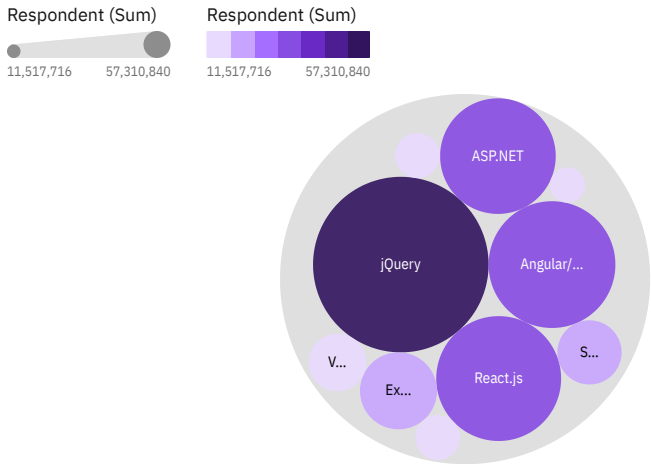 Respondent (Sum)
11,517,716 57,310,840
Respondent (Sum)
11,517,716 57,310,840
ASP.NET
jQuery
Angular/...
V...
S...
Ex...
React.js